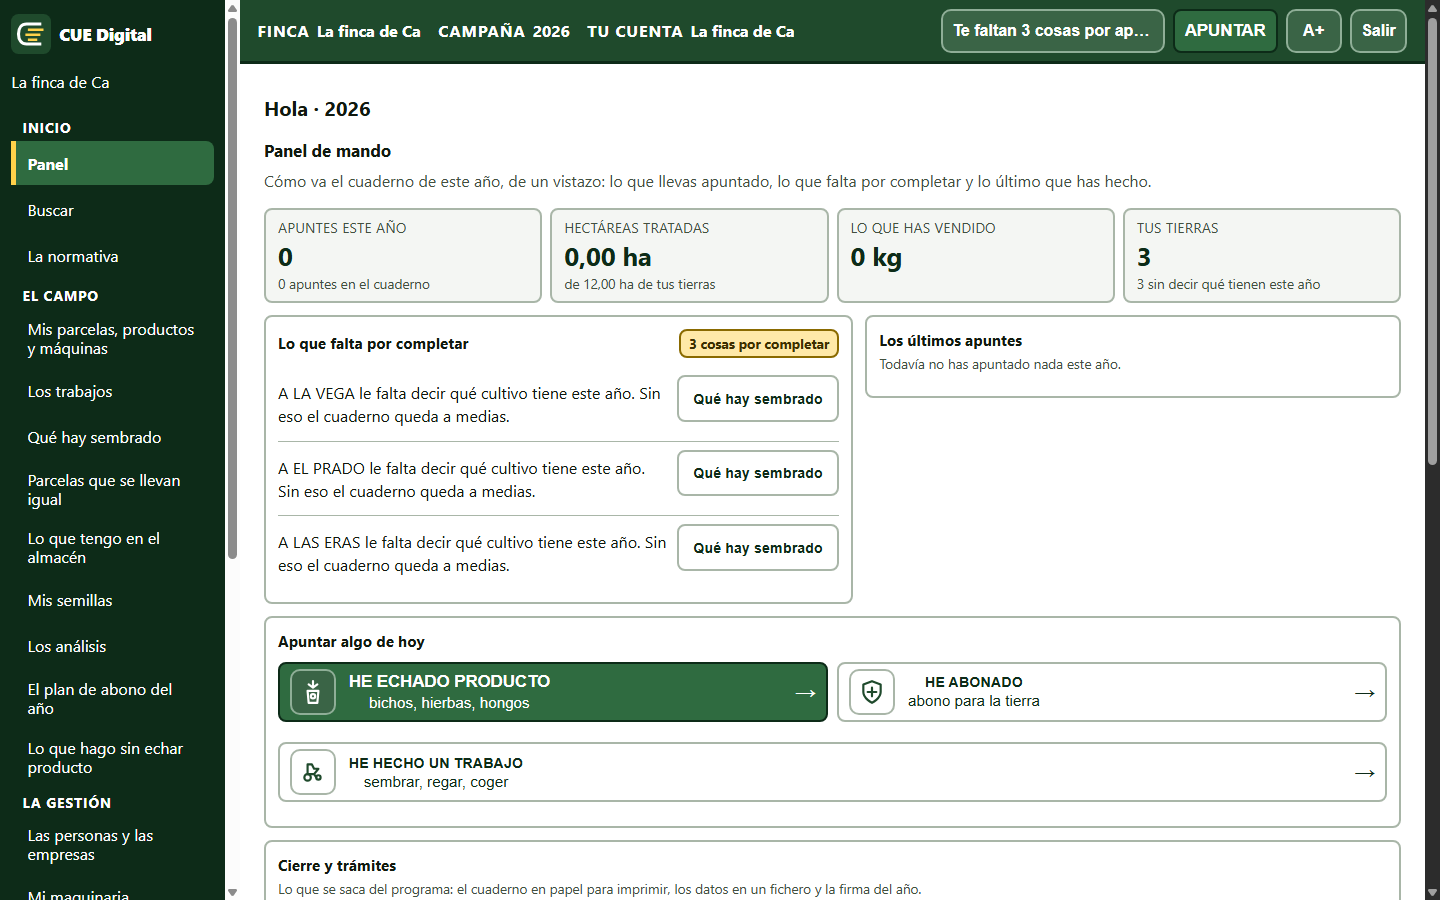 CUE Digital
La finca de Ca
INICIO
Panel
Buscar
La normativa
EL CAMPO
Mis parcelas, productos
y máquinas
Los trabajos
Qué hay sembrado
Parcelas que se llevan
igual
Lo que tengo en el
almacén
Mis semillas
Los análisis
El plan de abono del
año
Lo que hago sin echar
producto
LA GESTIÓN
Las personas y las
empresas
Mi maquinaria
FINCA La finca de Ca CAMPAÑA 2026 TU CUENTA La finca de Ca
Te faltan 3 cosas por ap...
APUNTAR
A+
Salir
Hola · 2026
Panel de mando
Cómo va el cuaderno de este año, de un vistazo: lo que llevas apuntado, lo que falta por completar y lo último que has hecho.
APUNTES ESTE AÑO
0
0 apuntes en el cuaderno
HECTÁREAS TRATADAS
0,00 ha
de 12,00 ha de tus tierras
LO QUE HAS VENDIDO
0 kg
TUS TIERRAS
3
3 sin decir qué tienen este año
Lo que falta por completar
3 cosas por completar
A LA VEGA le falta decir qué cultivo tiene este año. Sin
eso el cuaderno queda a medias.
Qué hay sembrado
A EL PRADO le falta decir qué cultivo tiene este año.
Sin eso el cuaderno queda a medias.
Qué hay sembrado
A LAS ERAS le falta decir qué cultivo tiene este año. Sin
eso el cuaderno queda a medias.
Qué hay sembrado
Los últimos apuntes
Todavía no has apuntado nada este año.
Apuntar algo de hoy
HE ECHADO PRODUCTO
bichos, hierbas, hongos
→
HE ABONADO
abono para la tierra
→
HE HECHO UN TRABAJO
sembrar, regar, coger
→
Cierre y trámites
Lo que se saca del programa: el cuaderno en papel para imprimir, los datos en un fichero y la firma del año.